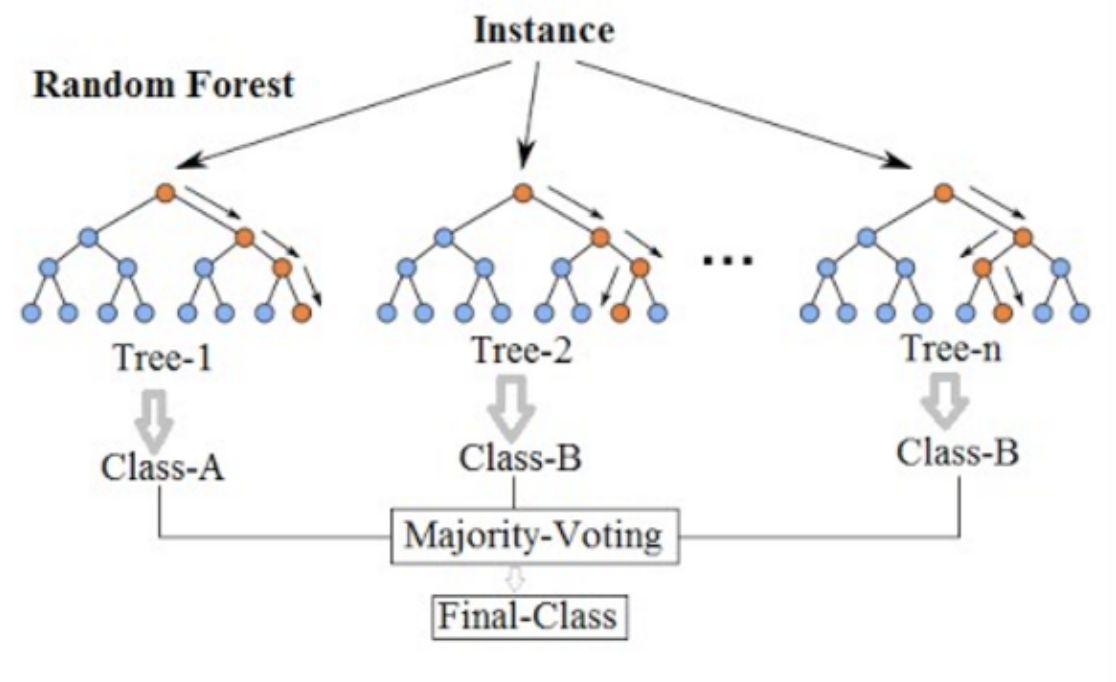 Instance
Random Forest
...
Tree-1
Tree-2
Tree-n
Class-A
Class-B
Class-B
Majority-Voting
Final-Class